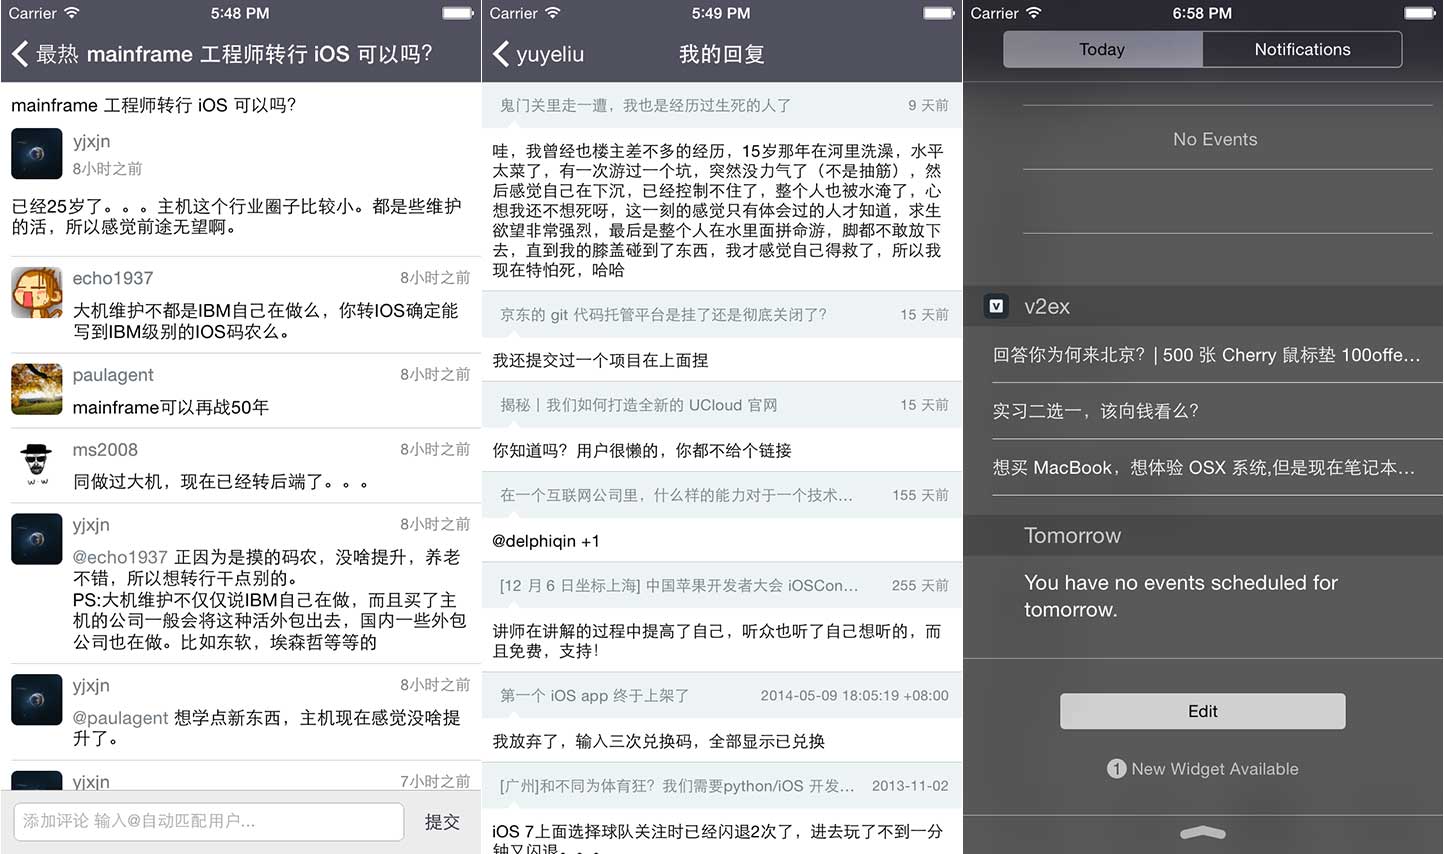 Carrier 5:48 PM
最热 mainframe 工程师转行 iOS 可以吗?
mainframe 工程师转行 iOS 可以吗?
yjxjn
8小时之前
已经25岁了。。。主机这个行业圈子比较小。都是些维护
的活，所以感觉前途无望啊。
echo1937 8小时之前
大机维护不都是IBM自己在做么，你转IOS确定能
写到IBM级别的IOS码农么。
paulagent 8小时之前
mainframe可以再战50年
ms2008 8小时之前
同做过大机，现在已经转后端了。。。
yjxjn 8小时之前
@echo1937 正因为是摸的码农，没啥提升，养老
不错，所以想转行干点别的。
PS:大机维护不仅仅说IBM自己在做，而且买了主
机的公司一般会将这种活外包出去，国内一些外包
公司也在做。比如东软，埃森哲等等的
yjxjn 8小时之前
@paulagent 想学点新东西，主机现在感觉没啥提
升了。
yjxjn 7小时之前
添加评论 输入@自动匹配用户...
提交
Carrier 5:49 PM
yuyeliu 我的回复
鬼门关里走一遭，我也是经历过生死的人了 9 天前
哇，我曾经也楼主差不多的经历，15岁那年在河里洗澡，水平
太菜了，有一次游过一个坑，突然没力气了（不是抽筋），然
后感觉自己在下沉，已经控制不住了，整个人也被水淹了，心
想我还不想死呀，这一刻的感觉只有体会过的人才知道，求生
欲望非常强烈，最后是整个人在水里面拼命游，脚都不敢放下
去，直到我的膝盖碰到了东西，我才感觉自己得救了，所以我
现在特怕死，哈哈
京东的 git 代码托管平台是挂了还是彻底关闭了? 15 天前
我还提交过一个项目在上面捏
揭秘丨我们如何打造全新的 UCloud 官网 15 天前
你知道吗？用户很懒的，你都不给个链接
在一个互联网公司里，什么样的能力对于一个技术... 155 天前
@delphiqin +1
[12 月 6 日坐标上海] 中国苹果开发者大会 iOSCon... 255 天前
讲师在讲解的过程中提高了自己，听众也听了自己想听的，而
且免费，支持！
第一个 iOS app 终于上架了 2014-05-09 18:05:19 +08:00
我放弃了，输入三次兑换码，全部显示已兑换
[广州]和不同为体育狂？我们需要python/iOS 开发... 2013-11-02
iOS 7上面选择球队关注时已经闪退2次了，进去玩了不到一分
钟又闪退。。。
Carrier 6:58 PM
Today Notifications
No Events
v2ex
回答你为何来北京？| 500 张 Cherry 鼠标垫 100offe...
实习二选一，该向钱看么?
想买 MacBook，想体验 OSX 系统,但是现在笔记本...
Tomorrow
You have no events scheduled for
tomorrow.
Edit
1 New Widget Available